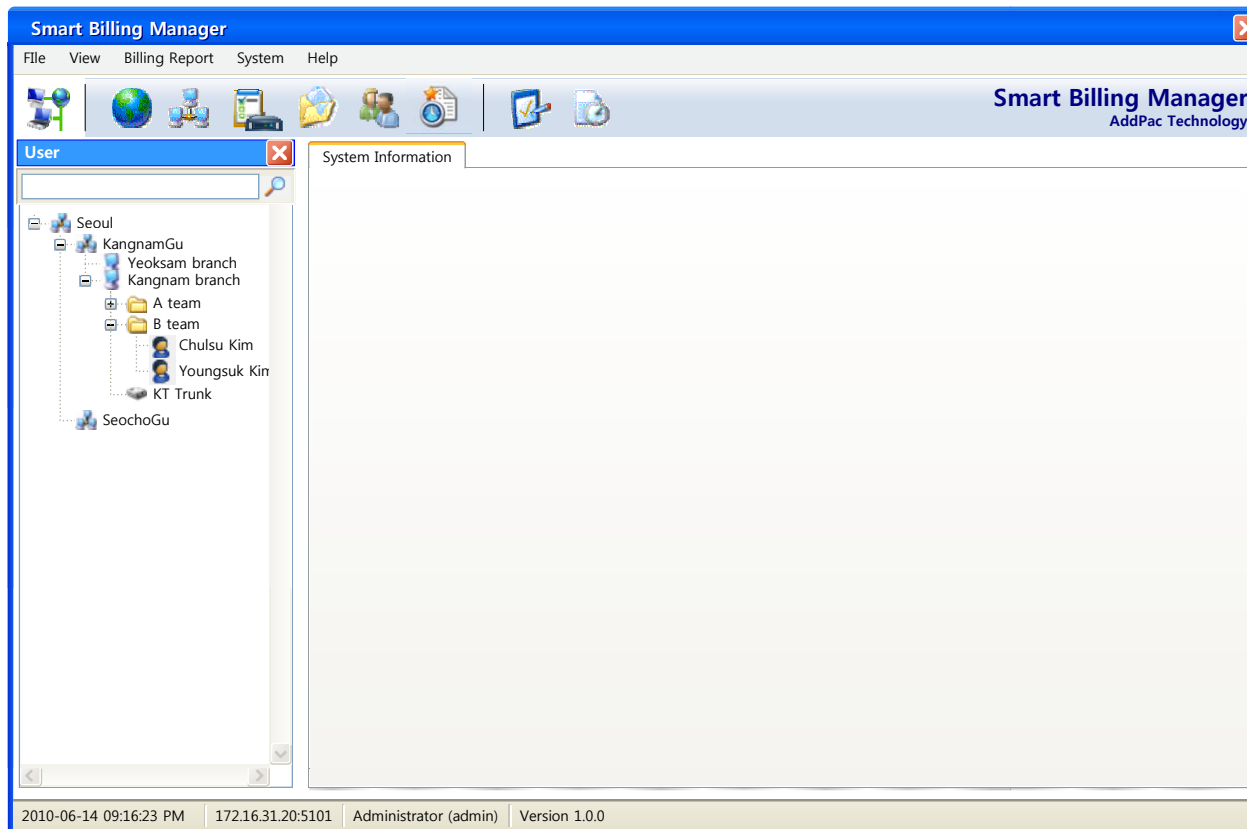 Smart Billing Manager
FIle View Billing Report System Help
Smart Billing Manager
AddPac Technology
User
System Information
Seoul
KangnamGu
Yeoksam branch
Kangnam branch
A team
B team
Chulsu Kim
Youngsuk Kim
KT Trunk
SeochoGu
2010-06-14 09:16:23 PM 172.16.31.20:5101 Administrator (admin) Version 1.0.0